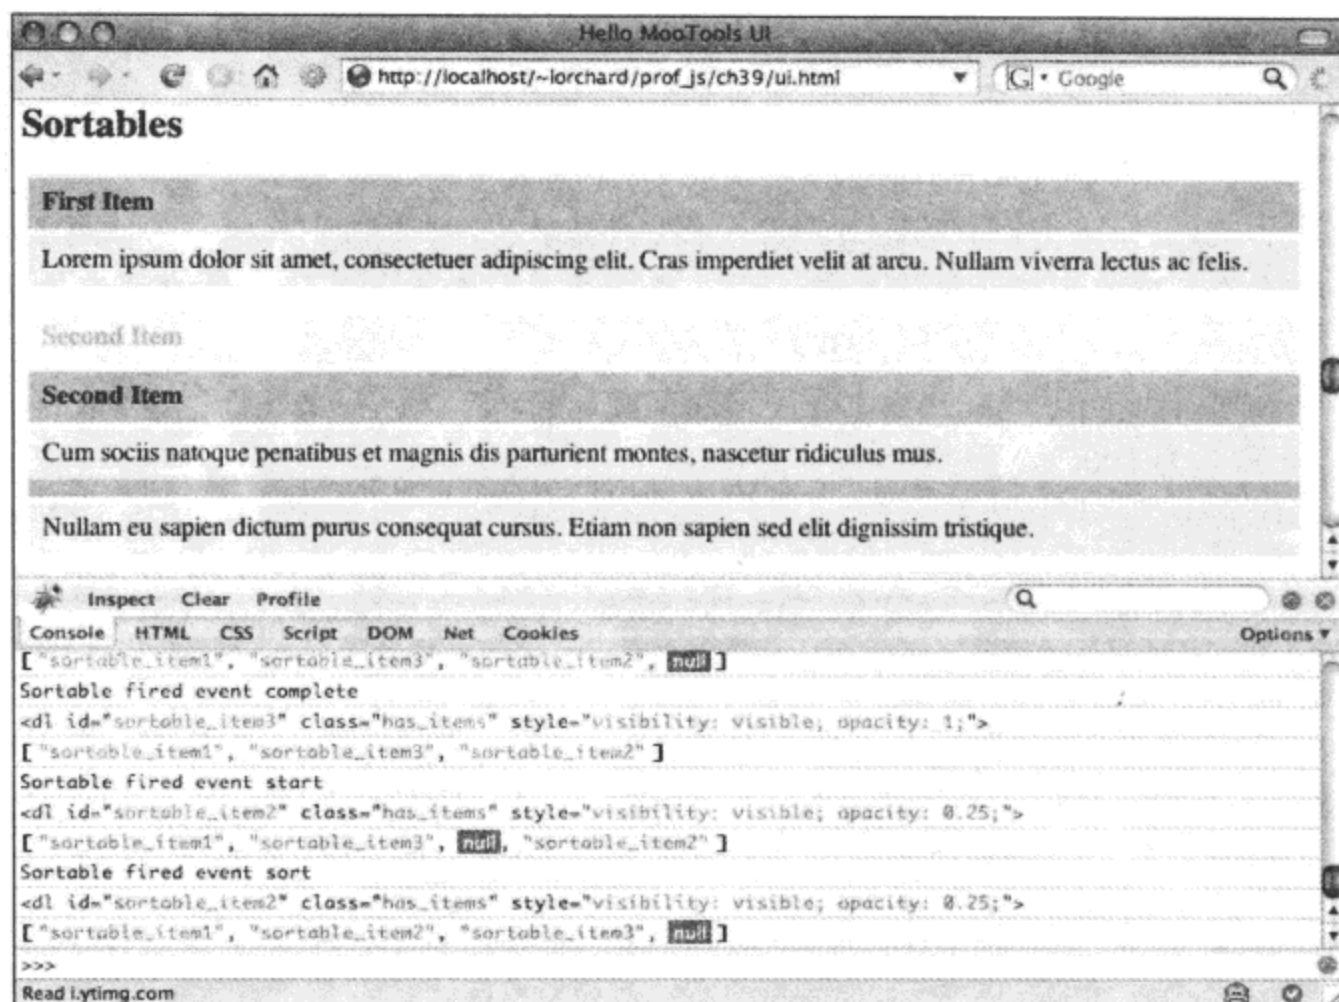 Hello MooTools UI
http://localhost/~lorchard/prof_js/ch39/ui.html
G • Google
Sortables
First Item
Lorem ipsum dolor sit amet, consectetuer adipiscing elit. Cras imperdiet velit at arcu. Nullam viverra lectus ac felis.
Second Item
Second Item
Cum sociis natoque penatibus et magnis dis parturient montes, nascetur ridiculus mus.
Nullam eu sapien dictum purus consequat cursus. Etiam non sapien sed elit dignissim tristique.
Inspect Clear Profile
Console HTML CSS Script DOM Net Cookies Options
["sortable_item1", "sortable_item3", "sortable_item2", null]
Sortable fired event complete
<dl id="sortable_item3" class="has_items" style="visibility: visible; opacity: 1;">
["sortable_item1", "sortable_item3", "sortable_item2"]
Sortable fired event start
<dl id="sortable_item2" class="has_items" style="visibility: visible; opacity: 0.25;">
["sortable_item1", "sortable_item3", null, "sortable_item2"]
Sortable fired event sort
<dl id="sortable_item2" class="has_items" style="visibility: visible; opacity: 0.25;">
["sortable_item1", "sortable_item2", "sortable_item3", null]
>>>
Read i.ytimg.com